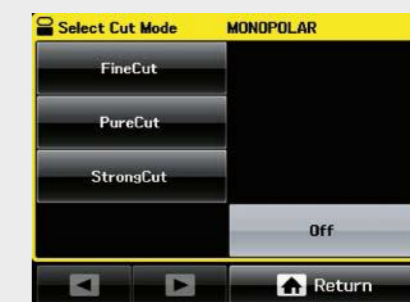 Select Cut Mode MONOPOLAR
FineCut
PureCut
StrongCut
Off
Return